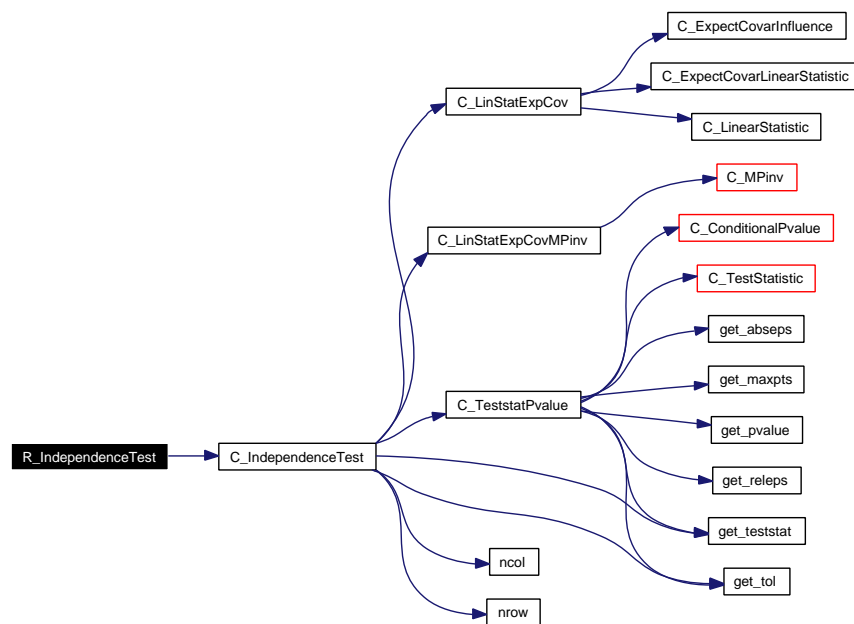 C_ExpectCovarInfluence
C_ExpectCovarLinearStatistic
C_LinStatExpCov
C_LinearStatistic
C_MPinv
C_ConditionalPvalue
C_LinStatExpCovMPinv
C_TestStatistic
get_abseps
get_maxpts
C_TeststatPvalue
get_pvalue
R_IndependenceTest
C_IndependenceTest
get_releps
get_teststat
ncol
get_tol
nrow